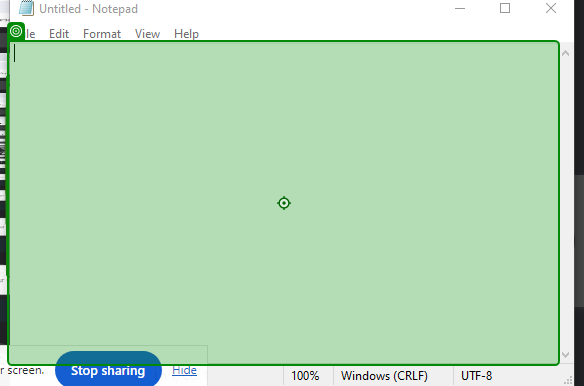 Untitled - Notepad
le Edit Format View Help
r screen. Stop sharing Hide
100% Windows (CRLF) UTF-8